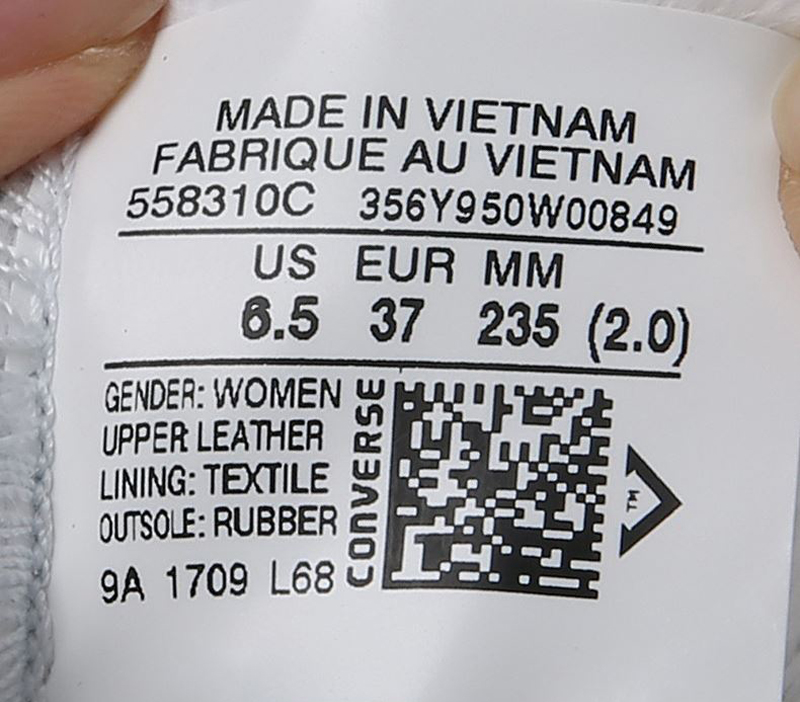 MADE IN VIETNAM
FABRIQUE AU VIETNAM
558310C 356Y950W00849
US EUR MM
6.5 37 235 (2.0)
GENDER: WOMEN
UPPER LEATHER
LINING: TEXTILE
OUTSOLE: RUBBER
9A 1709 L68
CONVERSE
TM